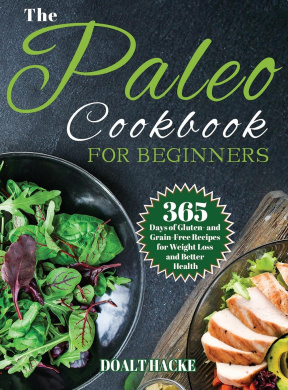 The
Paleo
Cookbook
FOR BEGINNERS
365
Days of Gluten- and
Grain-Free Recipes
for Weight Loss
and Better
Health
DOALT HACKE